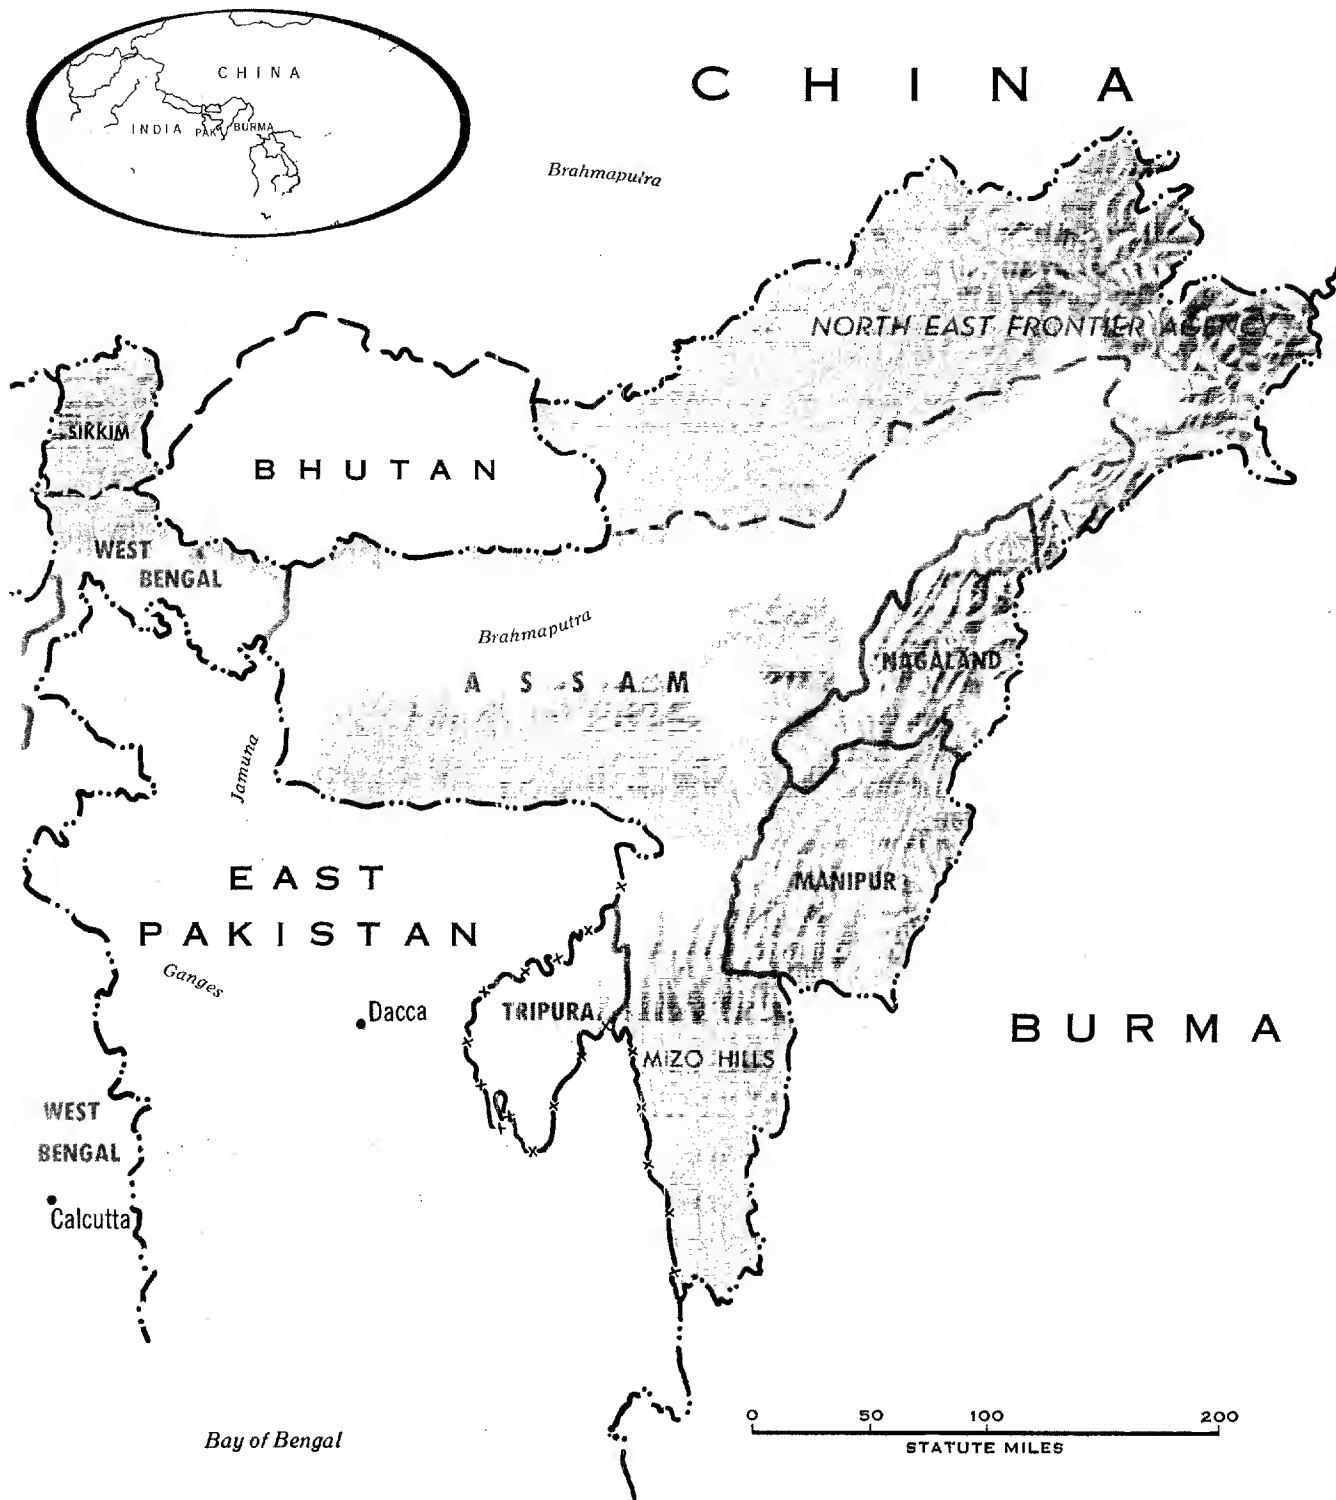 CHINA
CHINA
INDIA
PAK
BURMA
Brahmaputra
NORTH EAST FRONTIER AGENCY
SIKKIM
BHUTAN
WEST
BENGAL
Brahmaputra
NAGALAND
ASSAM
Jamuna
EAST
PAKISTAN
MANIPUR
Ganges
Dacca
TRIPURA
BURMA
MIZO HILLS
WEST
BENGAL
Calcutta
0 50 100 200
STATUTE MILES
Bay of Bengal